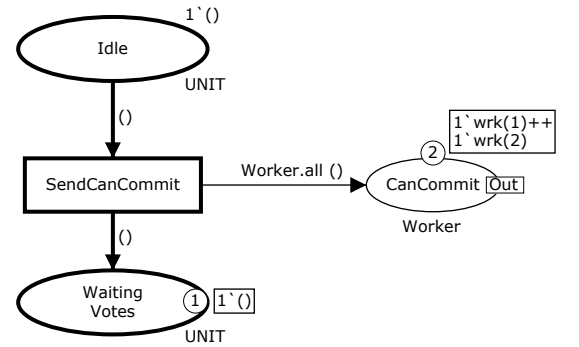 1`()
Idle
UNIT
()
1`wrk(1)++
1`wrk(2)
2
SendCanCommit
Worker.all ()
CanCommit
Out
Worker
()
Waiting
Votes
1
1`()
UNIT